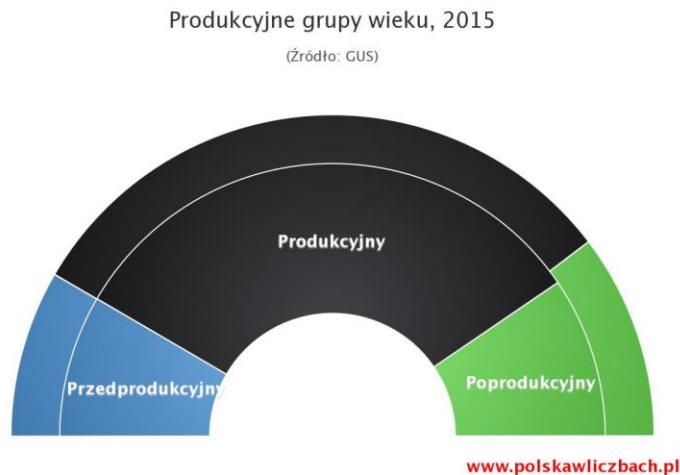 Produkcyjne grupy wieku, 2015
(Źródło: GUS)
Produkcyjny
Przedprodukcyjny
Poprodukcyjny
www.polskawliczbach.pl